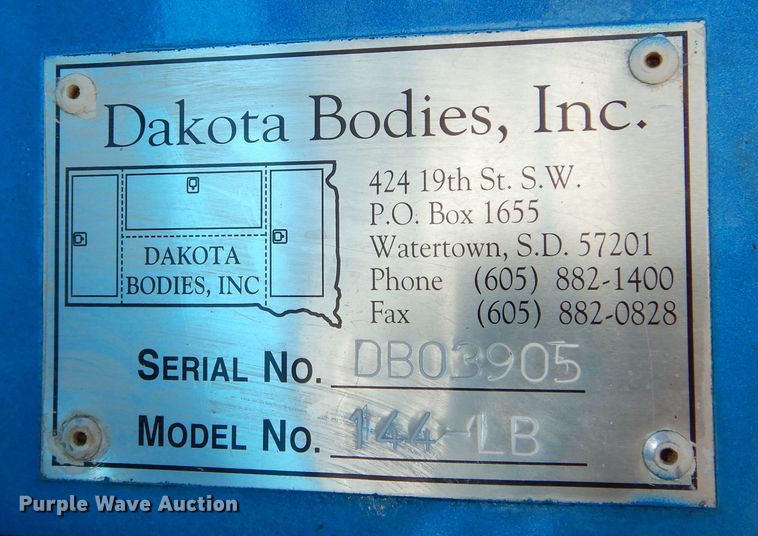 Dakota Bodies, Inc.
DAKOTA
BODIES, INC
424 19th St. S.W.
P.O. Box 1655
Watertown, S.D. 57201
Phone (605) 882-1400
Fax (605) 882-0828
SERIAL NO. DB03905
MODEL NO. 144-LB
Purple Wave Auction